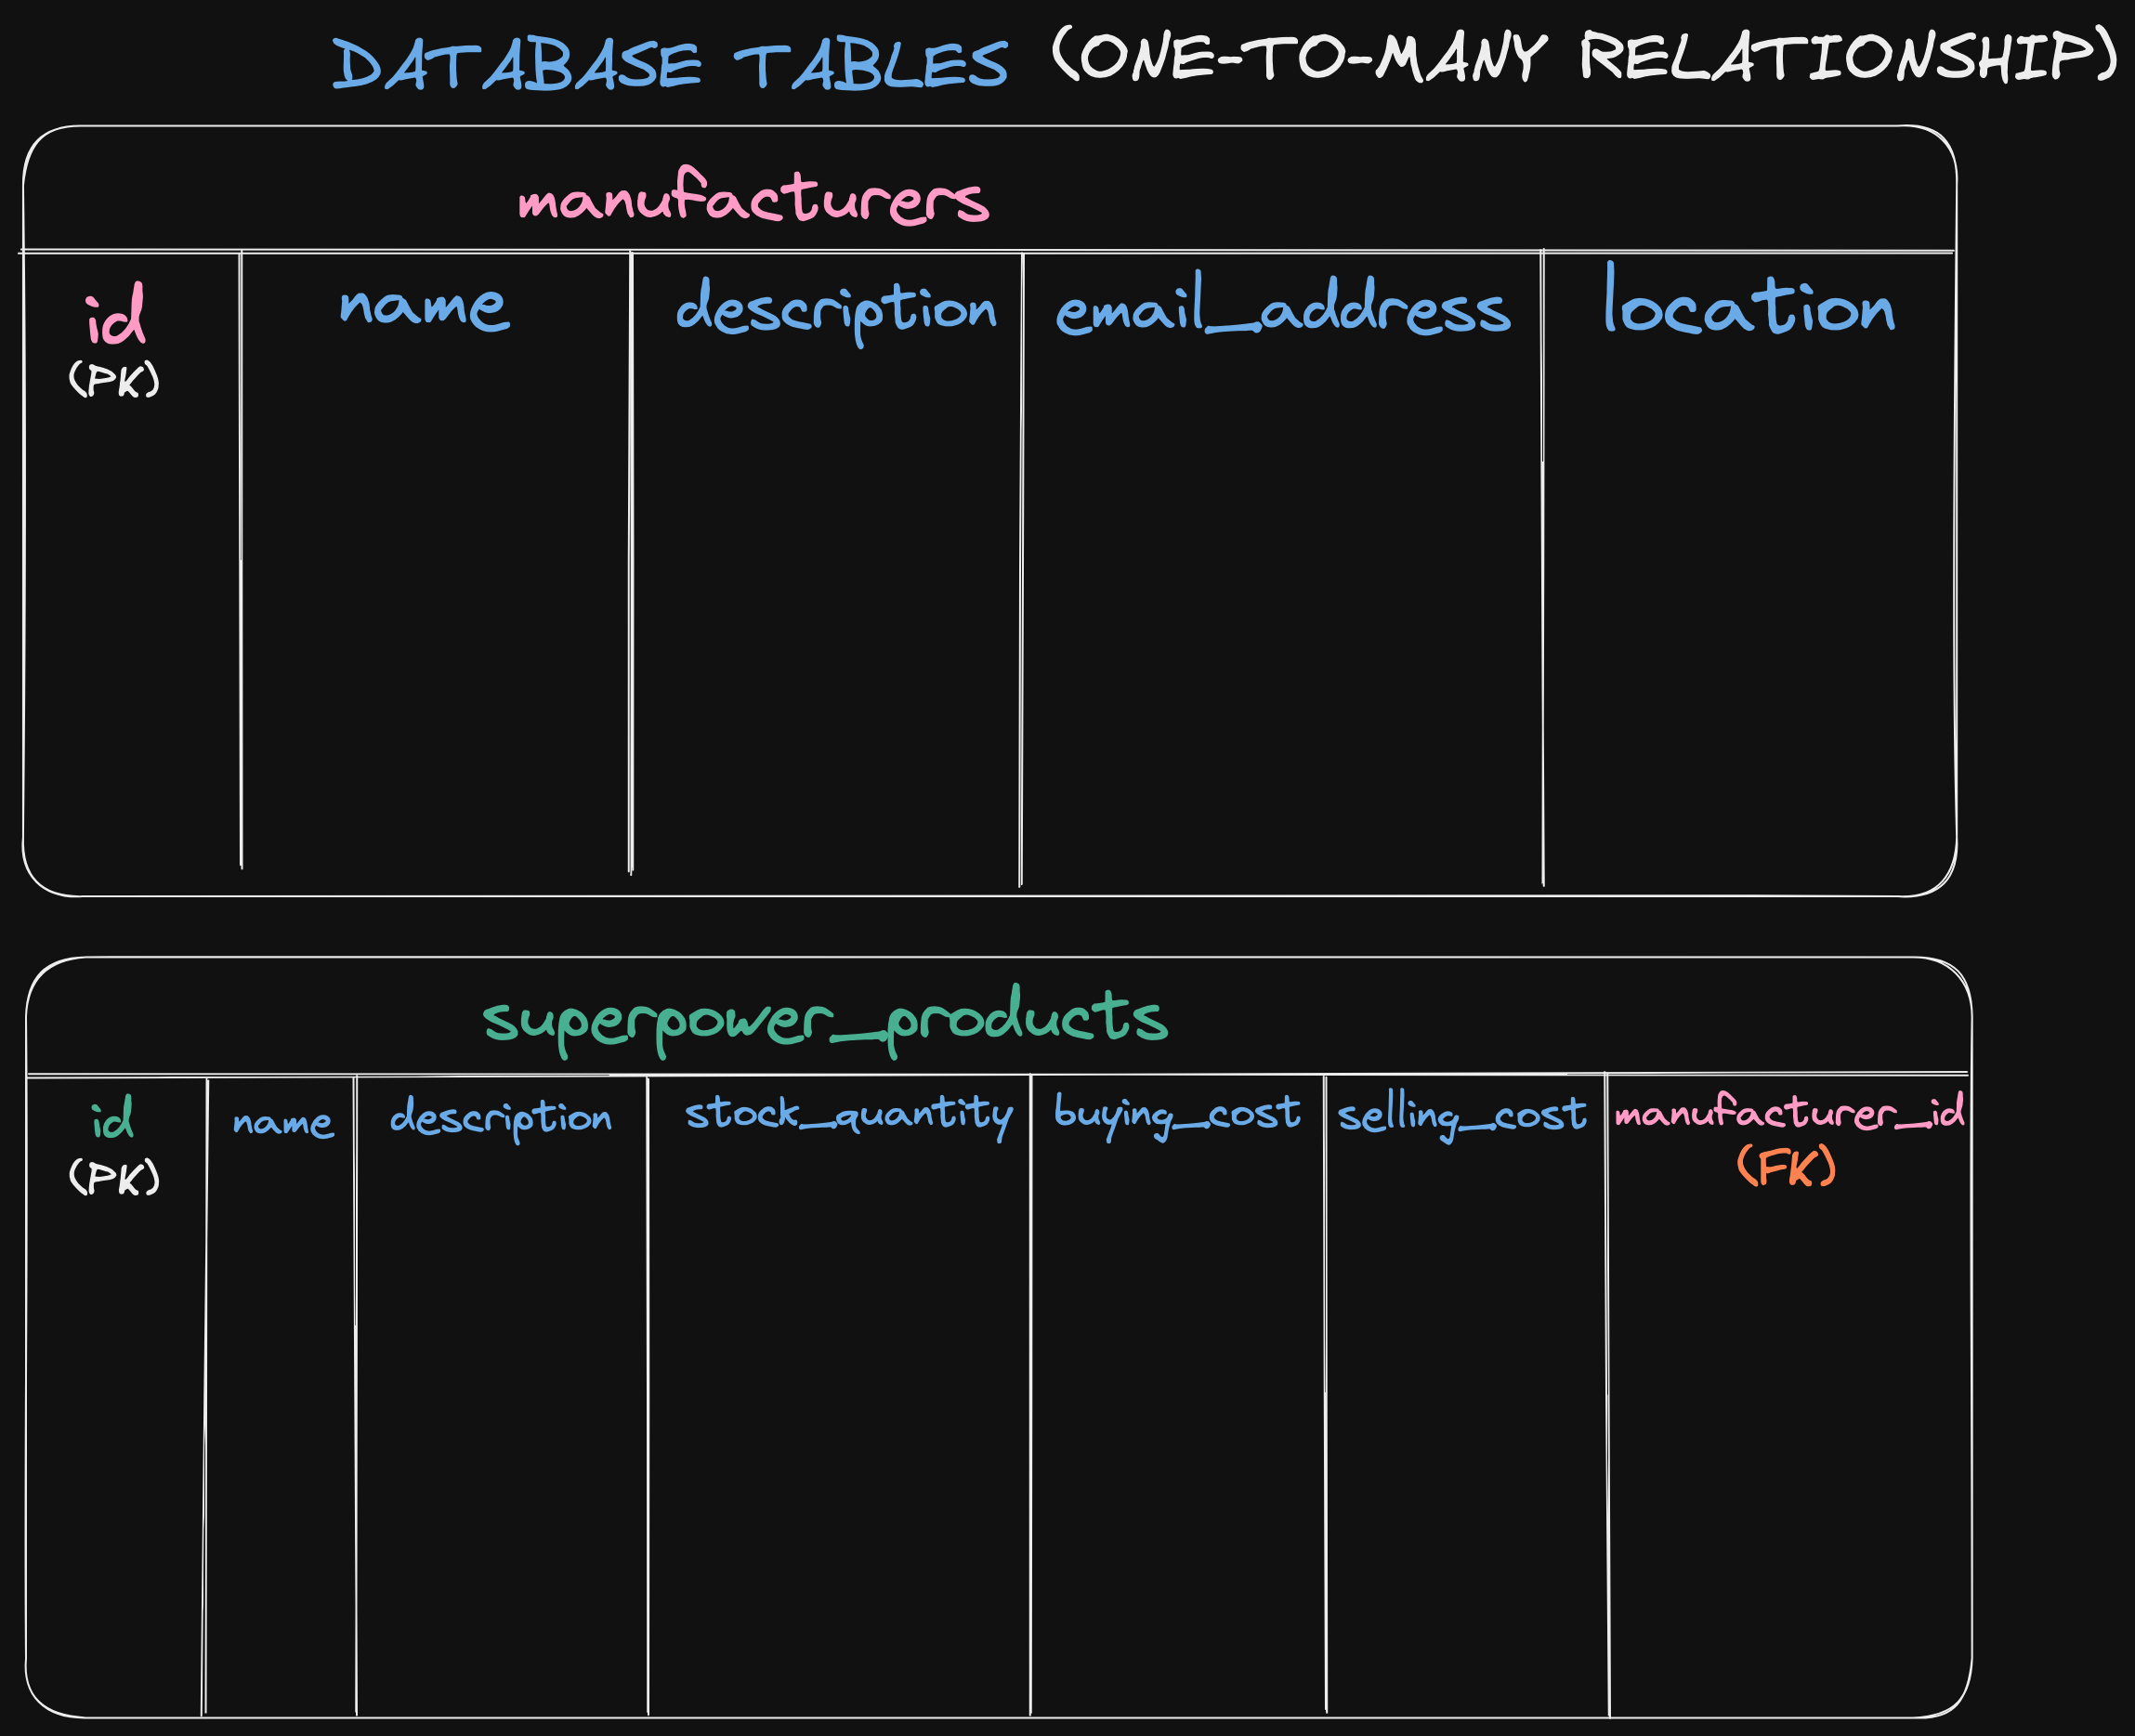 DATABASE TABLES (ONE-TO-MANY RELATIONSHIP)
manufacturers
id name description email_address location
(PK)
superpower_products
id name description stock_quantity buying_cost selling_cost manufacturer_id
(PK) (FK)